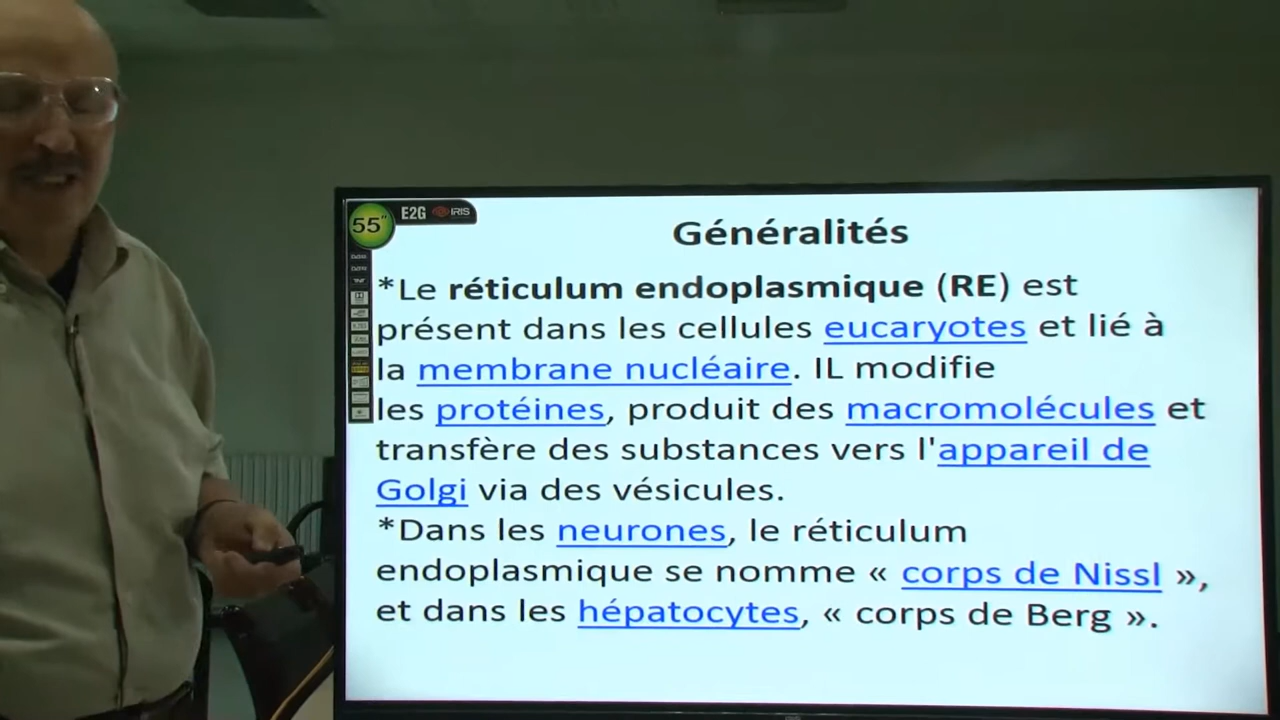 55"
E2G IRIS
Généralités
*Le réticulum endoplasmique (RE) est
présent dans les cellules eucaryotes et lié à
la membrane nucléaire. IL modifie
les protéines, produit des macromolécules et
transfère des substances vers l'appareil de
Golgi via des vésicules.
*Dans les neurones, le réticulum
endoplasmique se nomme « corps de Nissl »,
et dans les hépatocytes, « corps de Berg ».